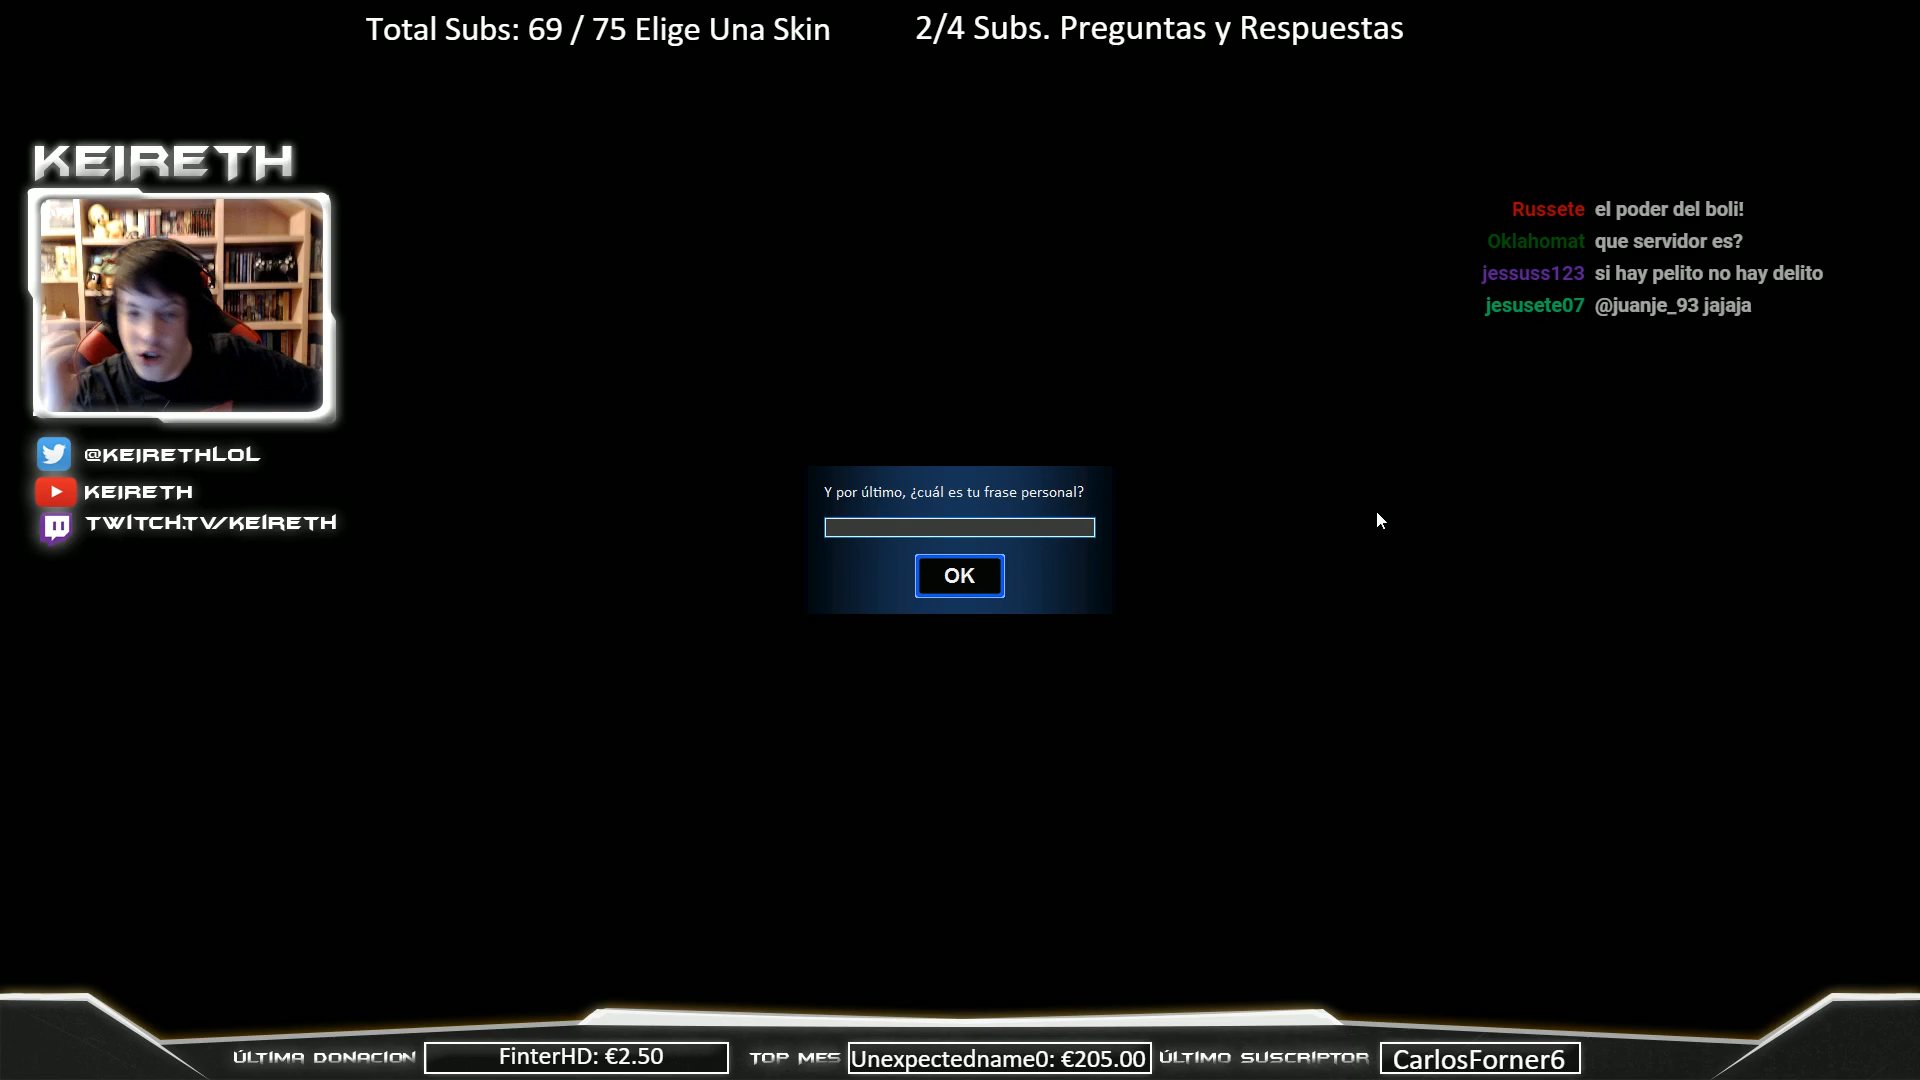 Total Subs: 69 / 75 Elige Una Skin
2/4 Subs. Preguntas y Respuestas
KEIRETH
Russete el poder del boli!
Oklahomat que servidor es?
jessuss123 si hay pelito no hay delito
jesusete07 @juanje_93 jajaja
@KEIRETHLOL
KEIRETH
TWITCH.TV/KEIRETH
Y por último, ¿cuál es tu frase personal?
OK
ÚLTIMA DONACION FinterHD: €2.50 TOP MES Unexpectedname0: €205.00 ÚLTIMO SUSCRIPTOR CarlosForner6